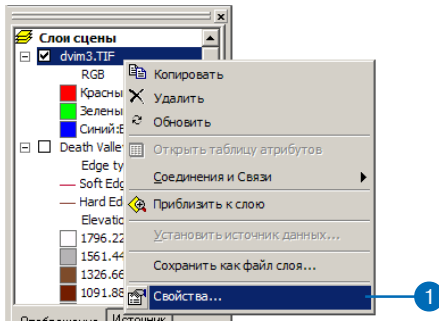 Слои сцены
dvim3.TIF
RGB
Красны
Зелены
Синий:В
Death Valle
Edge ty
Soft Edg
Hard Ed
Elevatio
1796.22
1561.44
1326.66
1091.88
Копировать
Удалить
Обновить
Открыть таблицу атрибутов
Соединения и Связи
Приблизить к слою
Установить источник данных...
Сохранить как файл слоя...
Свойства...
1
Отображение Источник